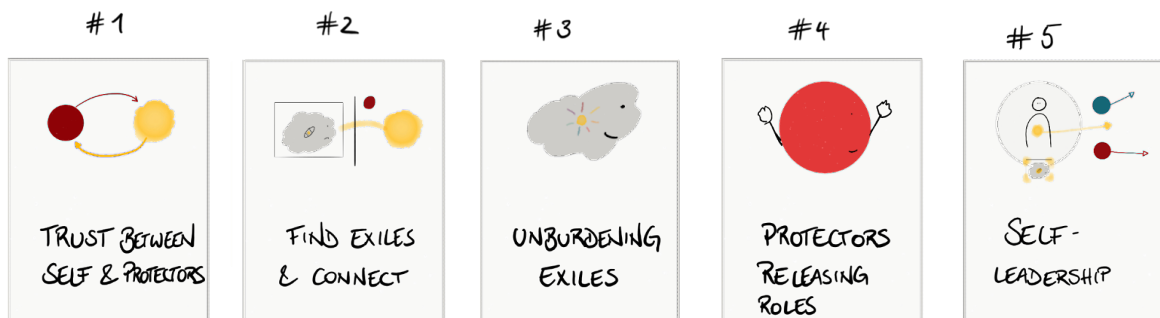 #1
TRUST BETWEEN
SELF & PROTECTORS
#2
FIND EXILES
& CONNECT
#3
UNBURDENING
EXILES
#4
PROTECTORS
RELEASING
ROLES
#5
SELF-
LEADERSHIP